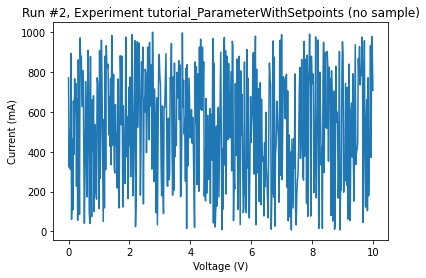 Run #2, Experiment tutorial_ParameterWithSetpoints (no sample)
1000
800
600
400
200
0
Current (mA)
0 2 4 6 8 10
Voltage (V)